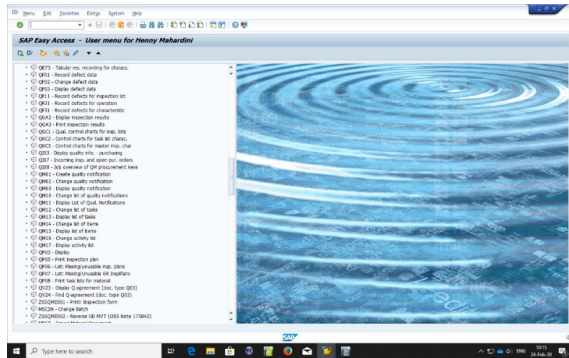 Menu Edit Favorites Extras System Help
SAP Easy Access - User menu for Henny Mahardini
QE73 - Tabular res. recording for characs.
QF01 - Record defect data
QF02 - Change defect data
QF03 - Display defect data
QF11 - Record defects for inspection lot
QF21 - Record defects for operation
QF31 - Record defects for characteristic
QGA2 - Display inspection results
QGA3 - Print inspection results
QGC1 - Qual. control charts for insp. lots
QGC2 - Control charts for task list charac.
QGC3 - Control charts for master insp. char
QI03 - Display quality info. - purchasing
QI07 - Incoming insp. and open pur. orders
QI08 - Job overview of QM procurement keys
QM01 - Create quality notification
QM02 - Change quality notification
QM03 - Display quality notification
QM10 - Change list of quality notifications
QM11 - Display List of Qual. Notifications
QM12 - Change list of tasks
QM13 - Display list of tasks
QM14 - Change list of items
QM15 - Display list of items
QM16 - Change activity list
QM17 - Display activity list
QP03 - Display
QP05 - Print inspection plan
QP06 - List: Missing/unusable insp. plans
QP07 - List: Missing/Unusable GR InspPlans
QP08 - Print task lists for material
QV23 - Display Q-agreement (doc. type Q03)
QV24 - Find Q-agreement (doc. type Q03)
ZSGQMI001 - Print: Inspection form
MSC2N - Change Batch
ZSGQMI002 - Reverse UD MVT (OSS Note 175842)
SAP
Type here to search
ENG
10:15
24-Feb-20